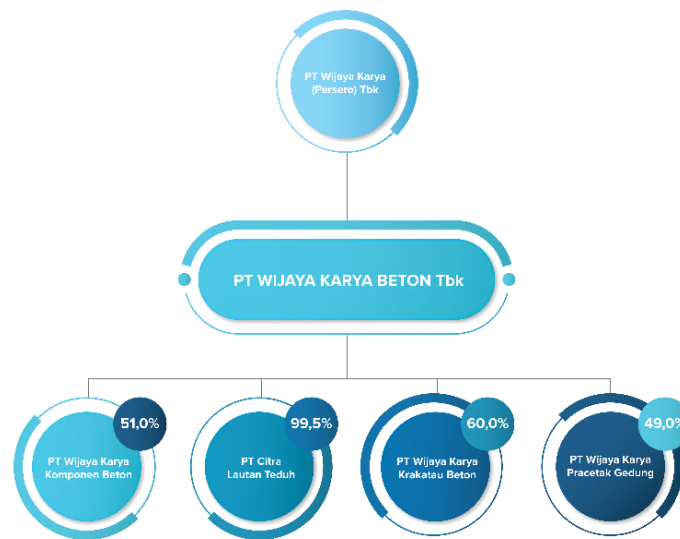 PT Wijaya Karya
(Persero) Tbk
PT WIJAYA KARYA BETON Tbk
51,0%
PT Wijaya Karya
Komponen Beton
99,5%
PT Citra
Lautan Teduh
60,0%
PT Wijaya Karya
Krakatau Beton
49,0%
PT Wijaya Karya
Pracetak Gedung